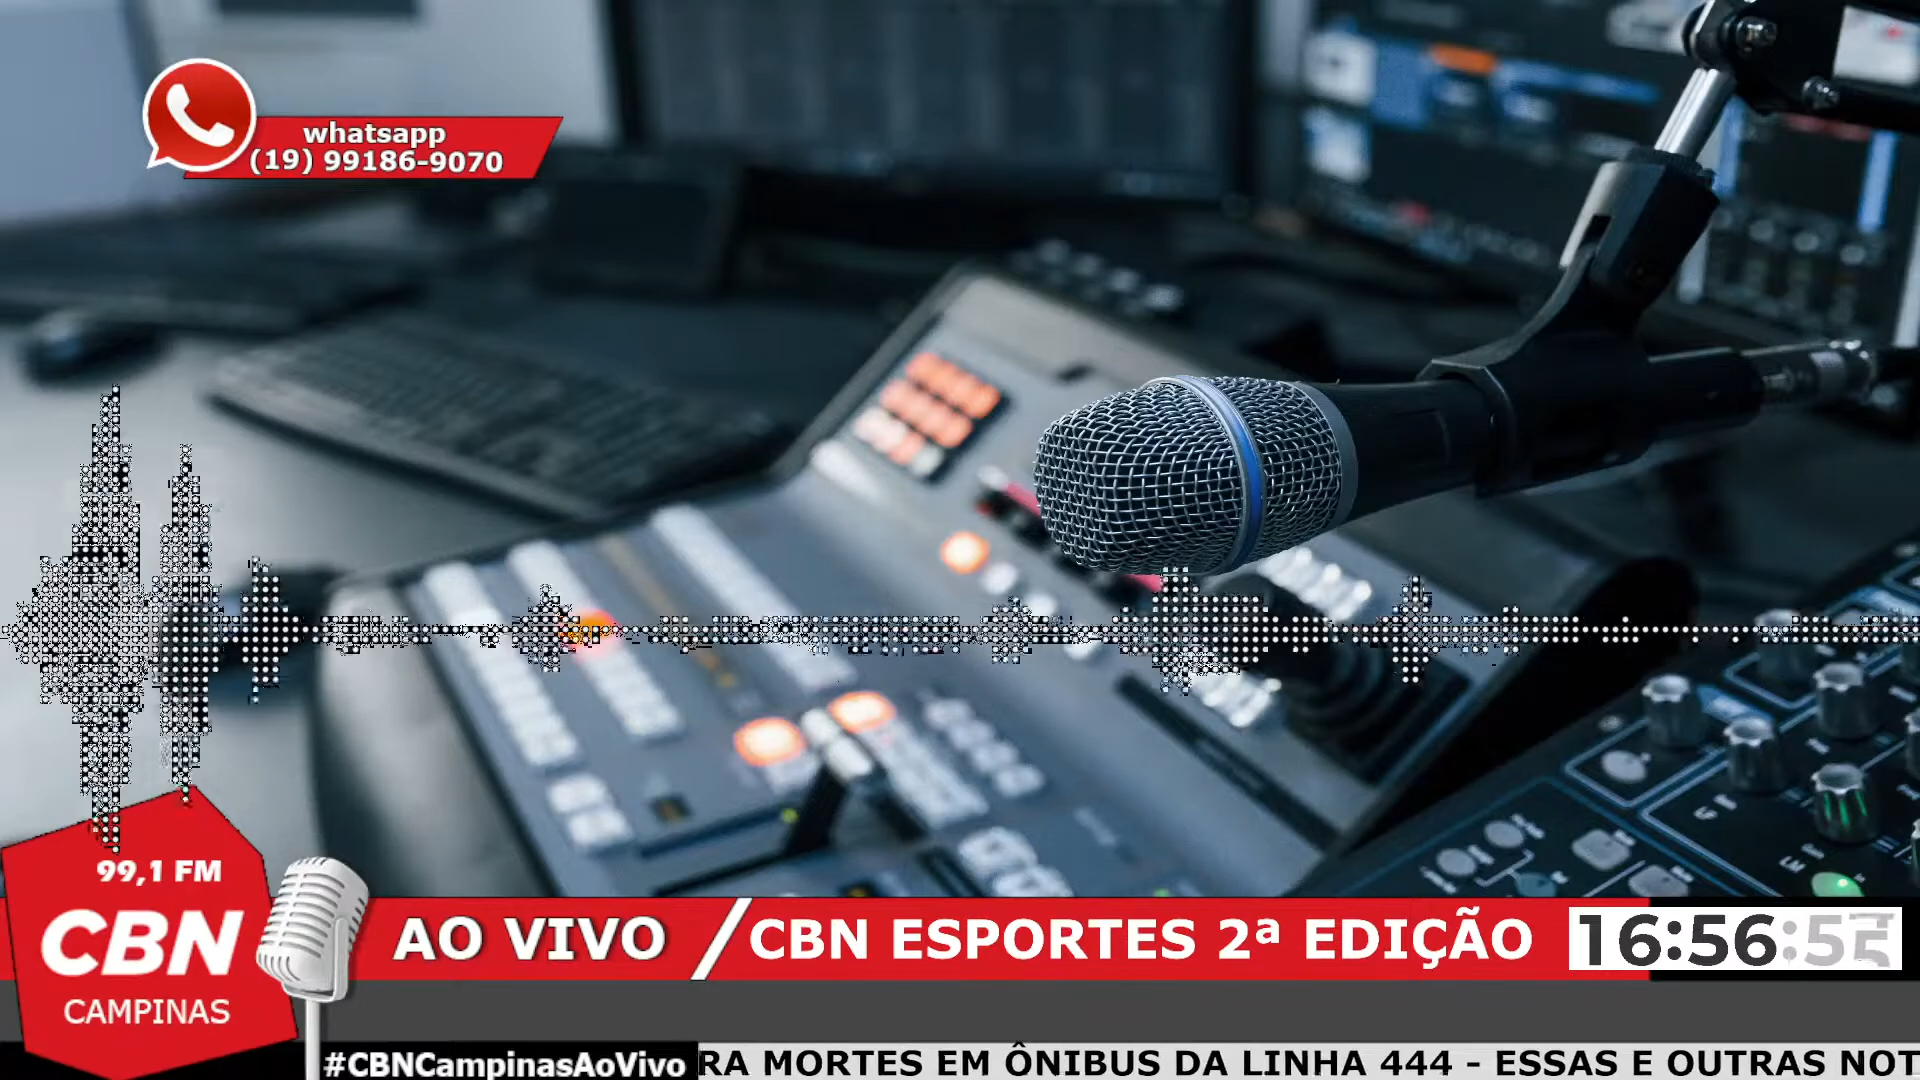 whatsapp
(19) 99186-9070
99,1 FM
CBN
CAMPINAS
AO VIVO
CBN ESPORTES 2ª EDIÇÃO
16:56:5
#CBNCampinasAoVivo
RA MORTES EM ÔNIBUS DA LINHA 444 - ESSAS E OUTRAS NOT